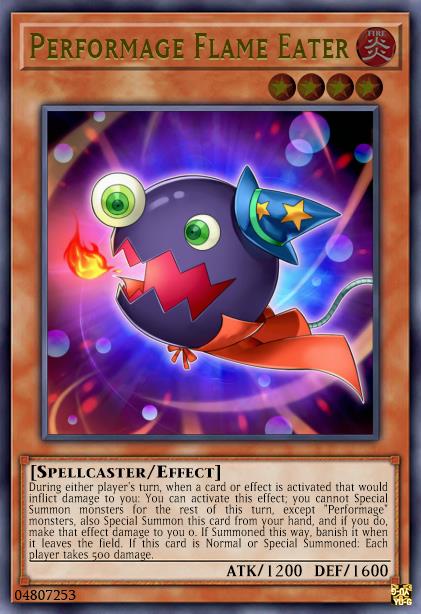 PERFORMAGE FLAME EATER
FIRE
炎
[SPELLCASTER/EFFECT]
During either player's turn, when a card or effect is activated that would
inflict damage to you: You can activate this effect; you cannot Special
Summon monsters for the rest of this turn, except "Performage"
monsters, also Special Summon this card from your hand, and if you do,
make that effect damage to you 0. If Summoned this way, banish it when
it leaves the field. If this card is Normal or Special Summoned: Each
player takes 500 damage.
ATK/1200 DEF/1600
04807253